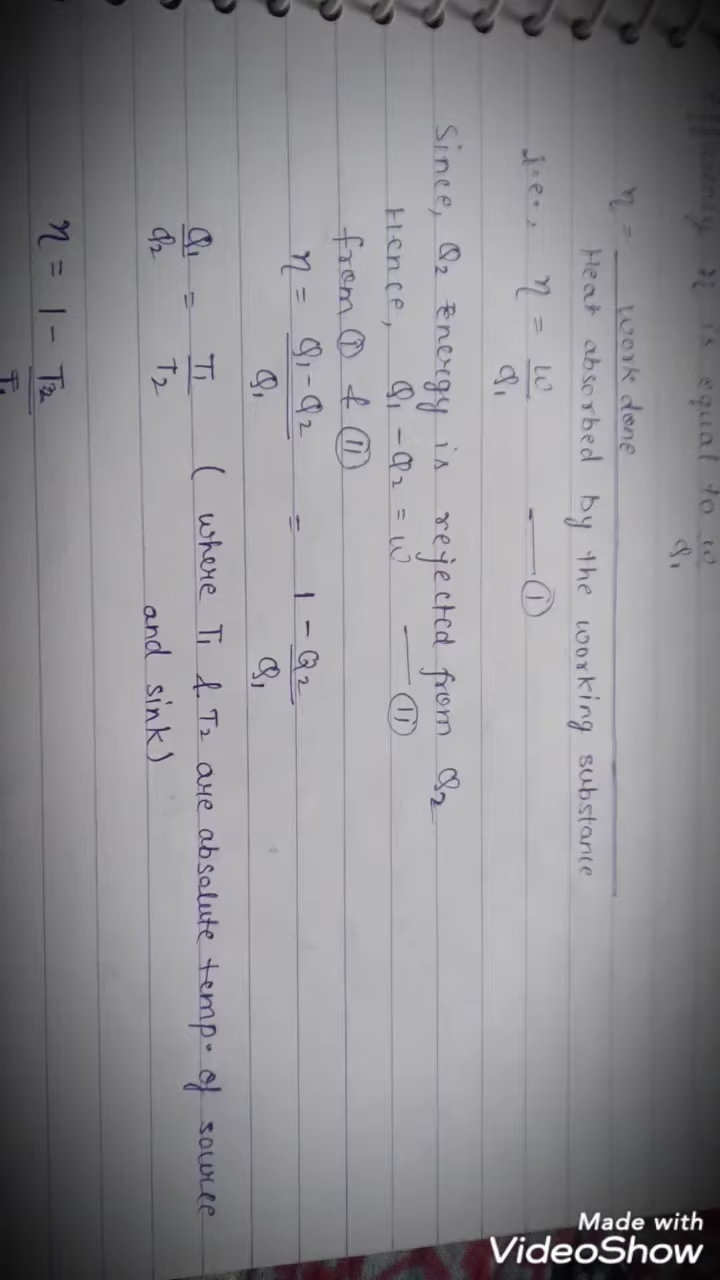 η is equal to w/Q₁
η = work done / Heat absorbed by the working substance
i.e., η = w/Q₁ — (I)
Since, Q₂ Energy is rejected from Q₂
Hence, Q₁ - Q₂ = w — (II)
from (I) & (II)
η = (Q₁ - Q₂)/Q₁ = 1 - Q₂/Q₁
Q₁/Q₂ = T₁/T₂ (where T₁ & T₂ are absolute temp. of source
and sink)
η = 1 - T₂/T₁
Made with
VideoShow